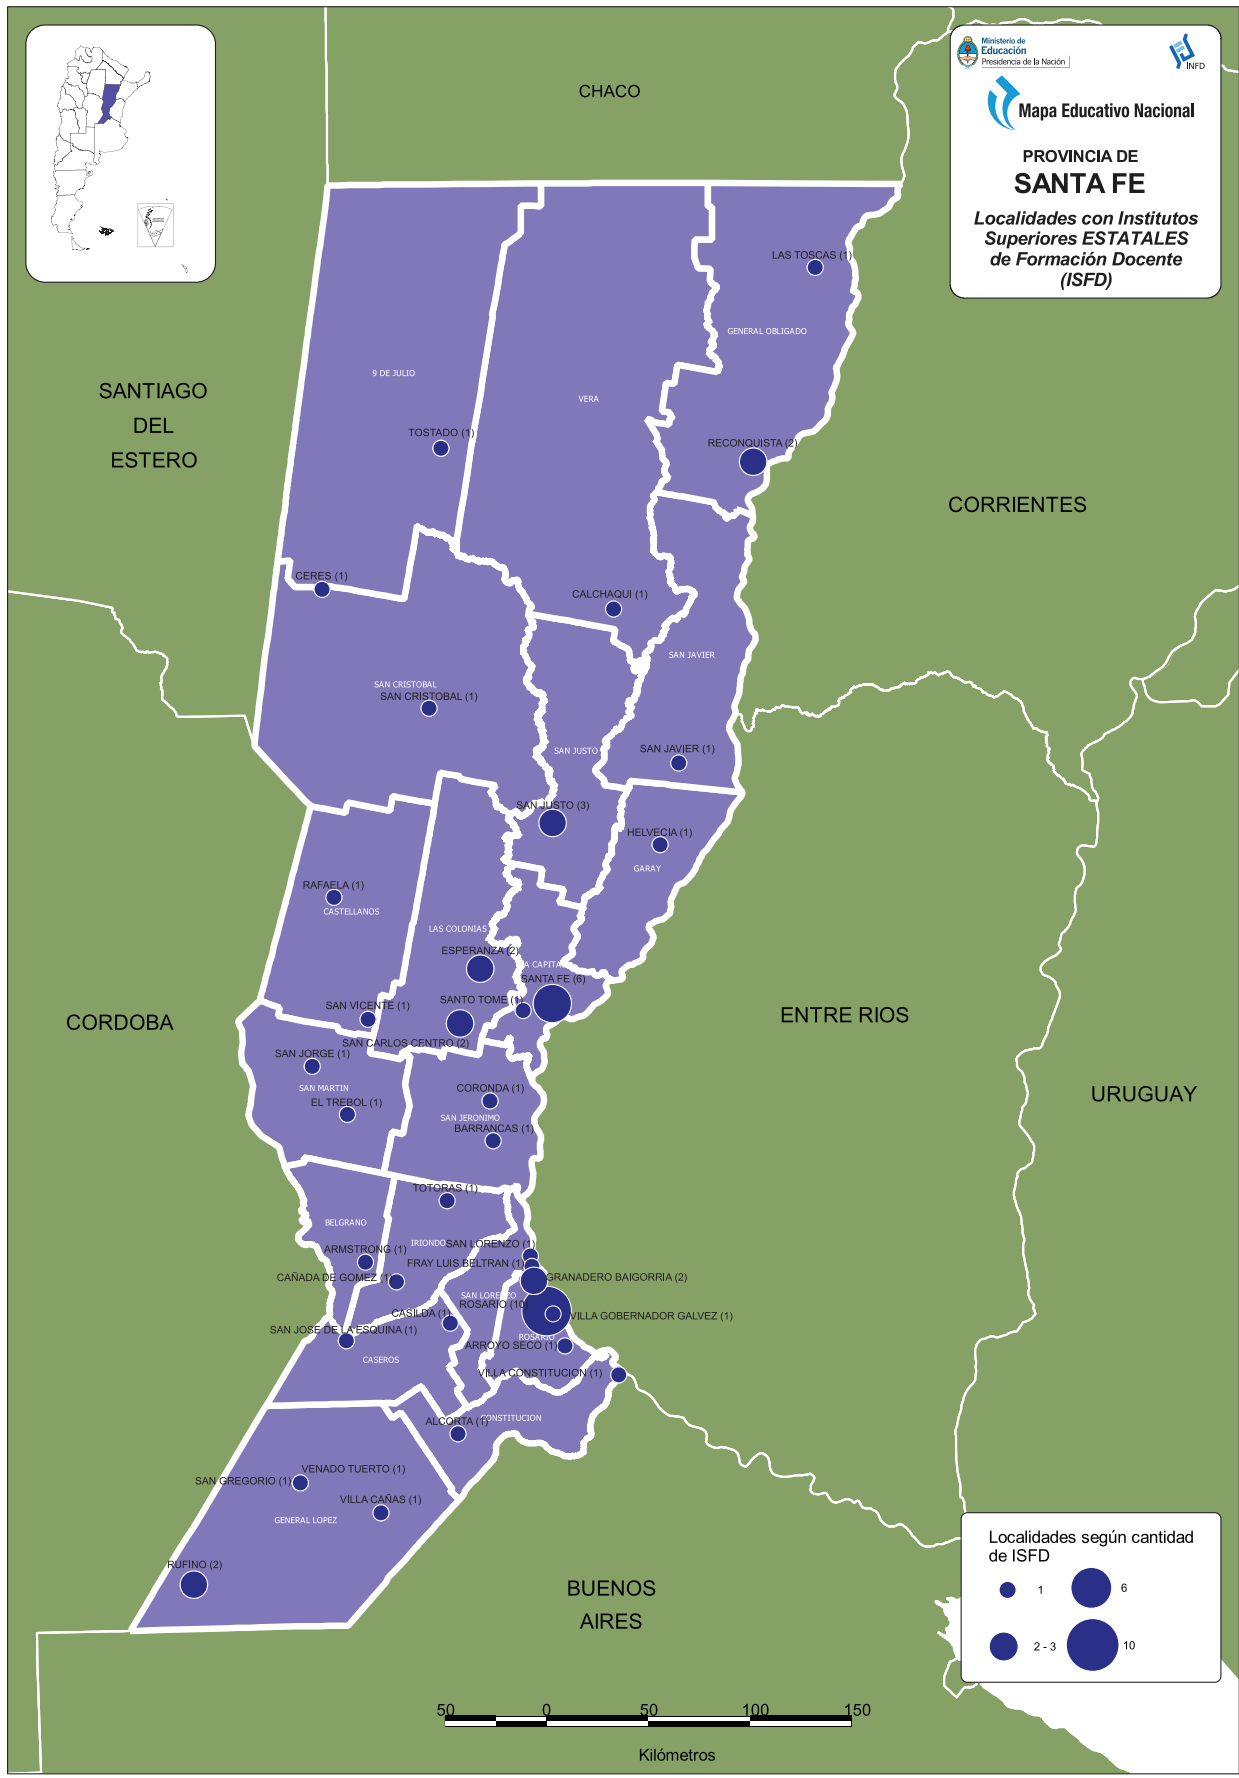 Ministerio de
Educación
Presidencia de la Nación
INFD
Mapa Educativo Nacional
PROVINCIA DE
SANTA FE
Localidades con Institutos
Superiores ESTATALES
de Formación Docente
(ISFD)
CHACO
LAS TOSCAS (1)
GENERAL OBLIGADO
9 DE JULIO
SANTIAGO
DEL
ESTERO
VERA
TOSTADO (1)
RECONQUISTA (2)
CORRIENTES
CERES (1)
CALCHAQUI (1)
SAN JAVIER
SAN CRISTOBAL
SAN CRISTOBAL (1)
SAN JUSTO
SAN JAVIER (1)
SAN JUSTO (3)
HELVECIA (1)
GARAY
RAFAELA (1)
CASTELLANOS
LAS COLONIAS
ESPERANZA (2)
A CAPITA
SANTA FE (6)
SANTO TOME (1)
SAN VICENTE (1)
CORDOBA
ENTRE RIOS
SAN CARLOS CENTRO (2)
SAN JORGE (1)
SAN MARTIN
EL TREBOL (1)
CORONDA (1)
SAN JERONIMO
BARRANCAS (1)
URUGUAY
TOTORAS (1)
BELGRANO
IRIONDO
SAN LORENZO (1)
ARMSTRONG (1)
FRAY LUIS BELTRAN (1)
CAÑADA DE GOMEZ (1)
GRANADERO BAIGORRIA (2)
SAN LORENZO
ROSARIO (10)
CASILDA (1)
VILLA GOBERNADOR GALVEZ (1)
SAN JOSE DE LA ESQUINA (1)
ROSARIO
ARROYO SECO (1)
CASEROS
VILLA CONSTITUCION (1)
ALCORTA (1)
CONSTITUCION
VENADO TUERTO (1)
SAN GREGORIO (1)
VILLA CAÑAS (1)
GENERAL LOPEZ
RUFINO (2)
BUENOS
AIRES
Localidades según cantidad
de ISFD
1
6
2 - 3
10
50 0 50 100 150
Kilómetros